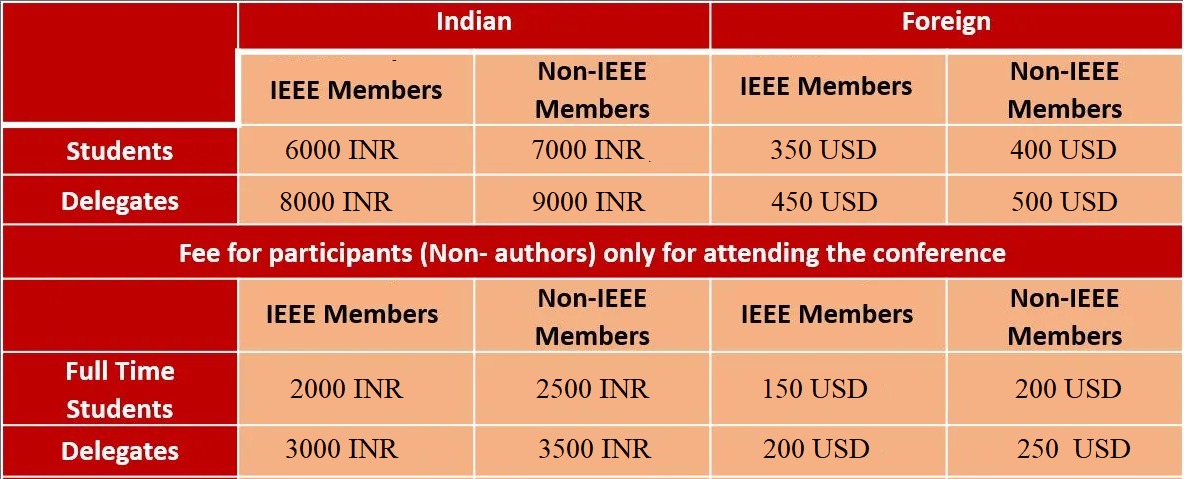 Indian Foreign
IEEE Members Non-IEEE Members IEEE Members Non-IEEE Members
Students 6000 INR 7000 INR 350 USD 400 USD
Delegates 8000 INR 9000 INR 450 USD 500 USD
Fee for participants (Non- authors) only for attending the conference
IEEE Members Non-IEEE Members IEEE Members Non-IEEE Members
Full Time Students 2000 INR 2500 INR 150 USD 200 USD
Delegates 3000 INR 3500 INR 200 USD 250 USD